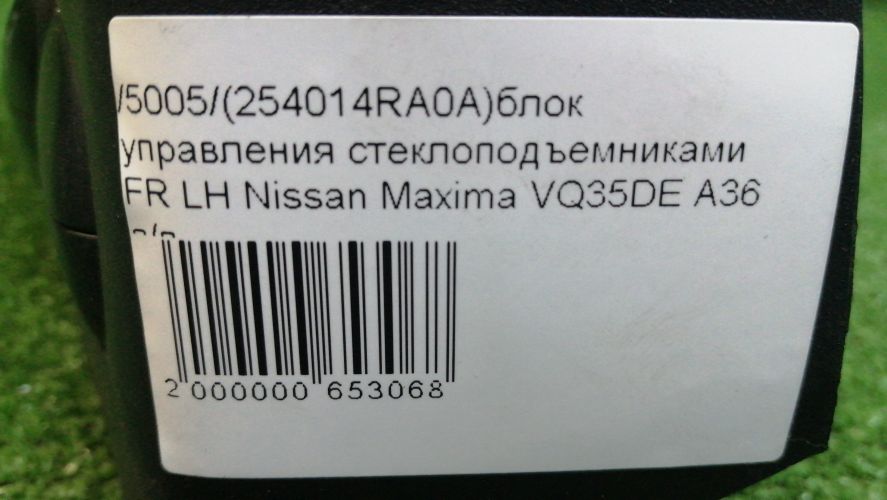 /5005/(254014RA0A)блок
управления стеклоподъемниками
FR LH Nissan Maxima VQ35DE A36
2 000000 653068